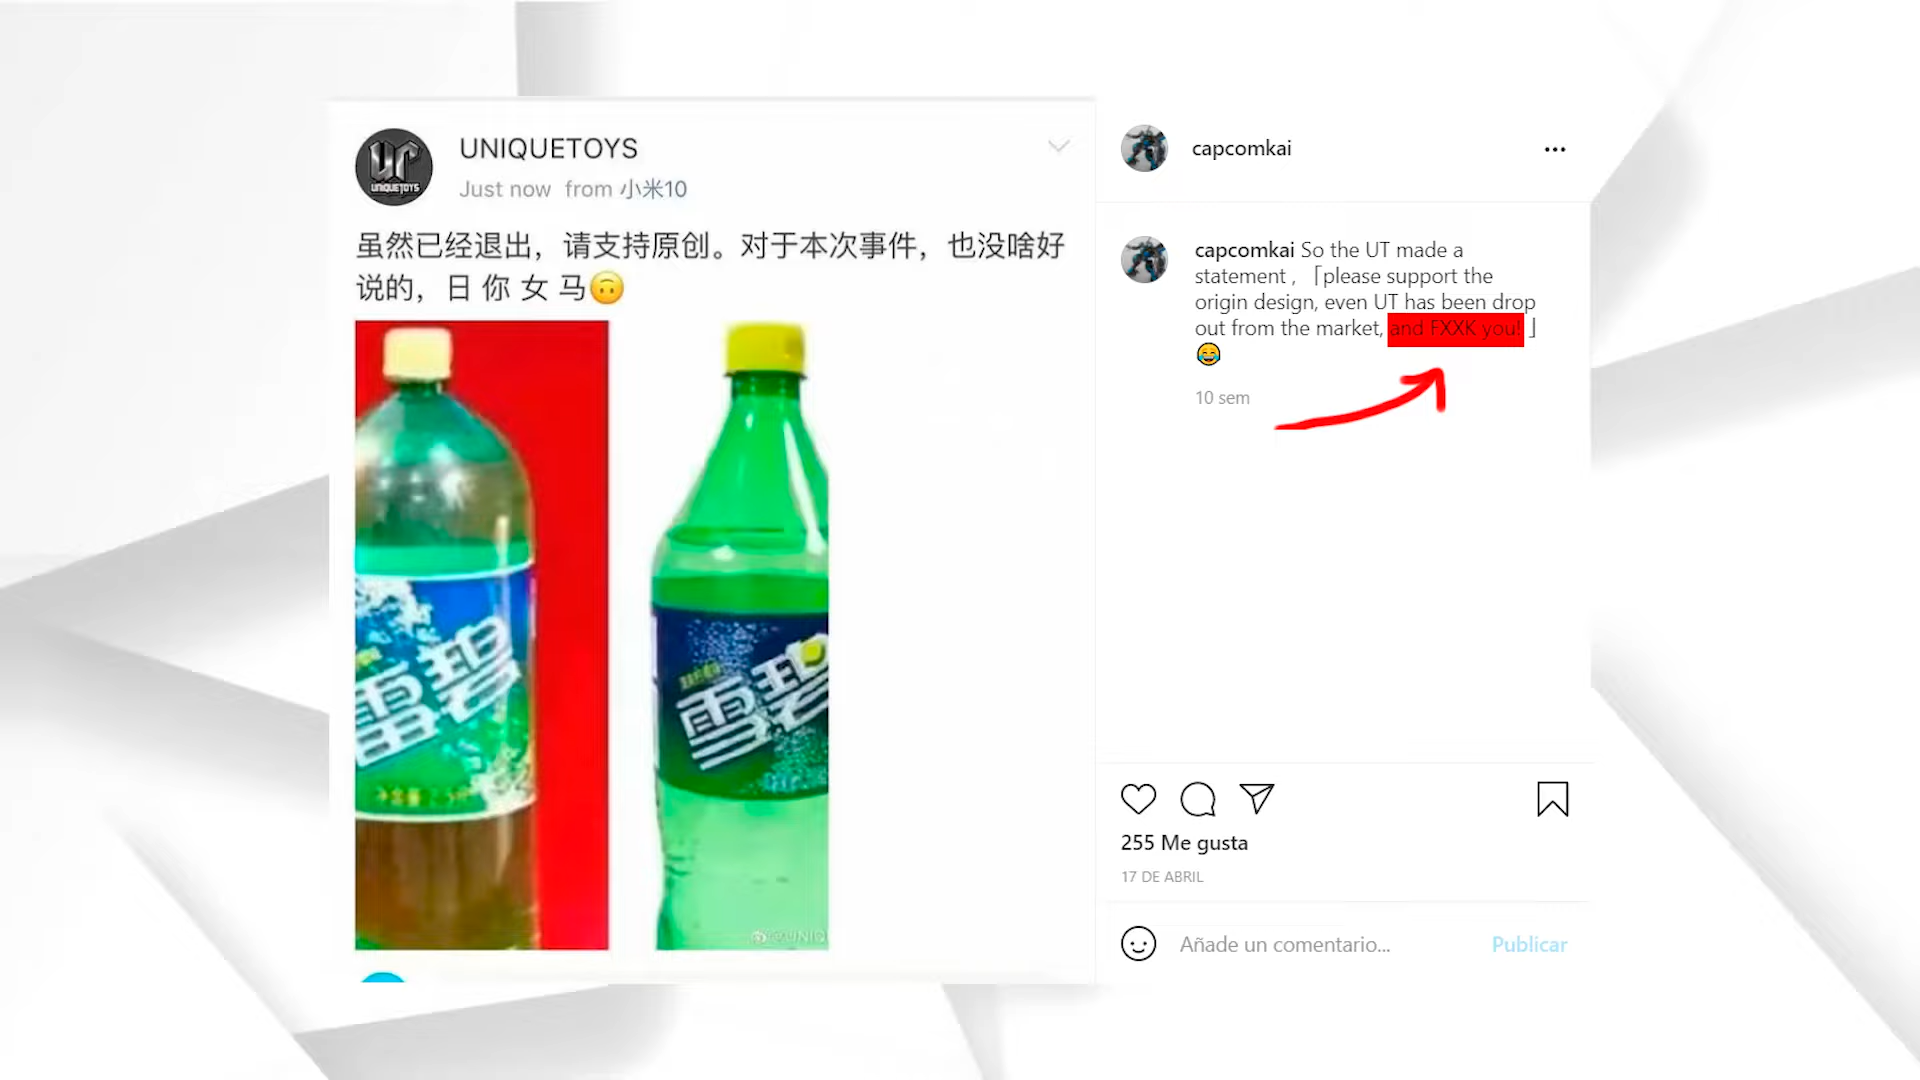 UNIQUETOYS
Just now from 小米10
虽然已经退出，请支持原创。对于本次事件，也没啥好
说的，日 你 女 马🙃
UT
UNIQUETOYS
雪碧
雪碧
capcomkai
capcomkai So the UT made a
statement ,「please support the
origin design, even UT has been drop
out from the market, and FXXK you!」
😂
10 sem
255 Me gusta
17 DE ABRIL
Añade un comentario...
Publicar